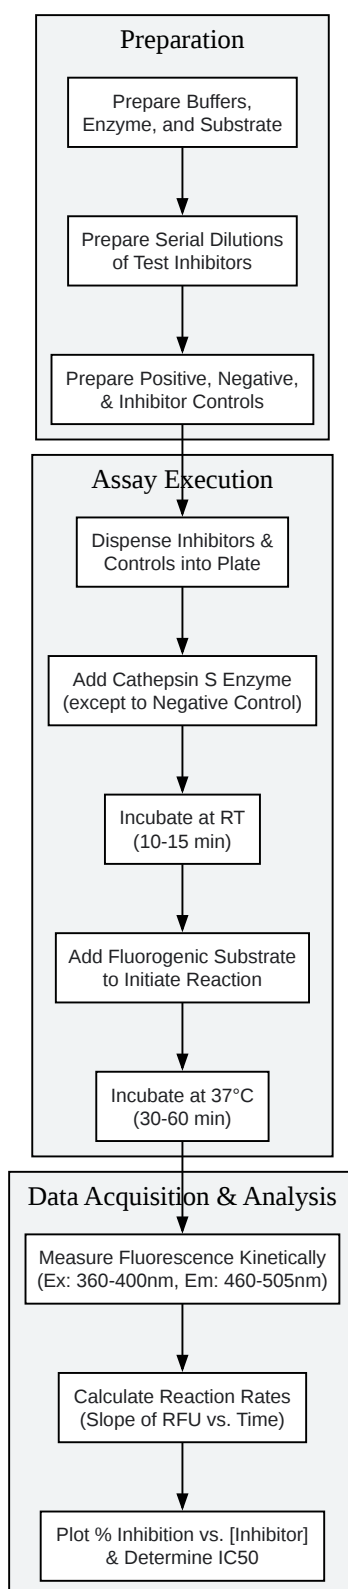 Preparation
Prepare Buffers,
Enzyme, and Substrate
Prepare Serial Dilutions
of Test Inhibitors
Prepare Positive, Negative,
& Inhibitor Controls
Assay Execution
Dispense Inhibitors &
Controls into Plate
Add Cathepsin S Enzyme
(except to Negative Control)
Incubate at RT
(10-15 min)
Add Fluorogenic Substrate
to Initiate Reaction
Incubate at 37°C
(30-60 min)
Data Acquisition & Analysis
Measure Fluorescence Kinetically
(Ex: 360-400nm, Em: 460-505nm)
Calculate Reaction Rates
(Slope of RFU vs. Time)
Plot % Inhibition vs. [Inhibitor]
& Determine IC50